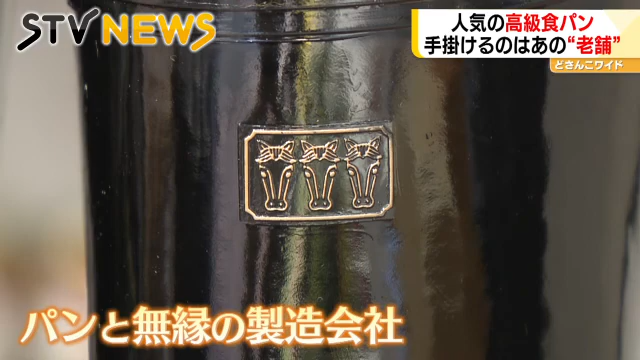 STV NEWS
人気の高級食パン
手掛けるのはあの“老舗”
どさんこワイド
パンと無縁の製造会社